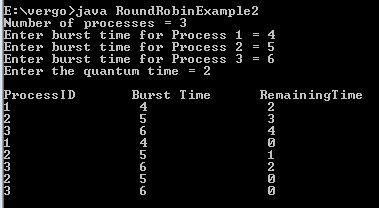 E:\vergo>java RoundRobinExample2
Number of processes = 3
Enter burst time for Process 1 = 4
Enter burst time for Process 2 = 5
Enter burst time for Process 3 = 6
Enter the quantum time = 2
ProcessID Burst Time RemainingTime
1 4 2
2 5 3
3 6 4
1 4 0
2 5 1
3 6 2
2 5 0
3 6 0